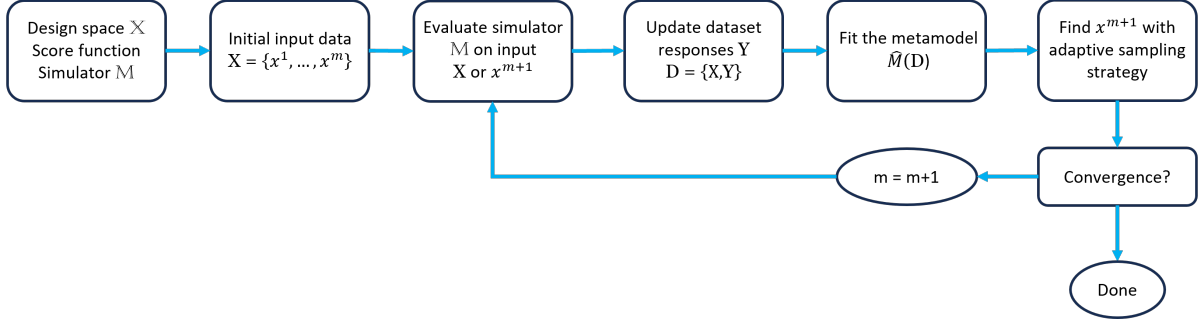 Design space 𝕏
Score function
Simulator 𝕄
Initial input data
X = {x¹, ..., xᵐ}
Evaluate simulator
𝕄 on input
X or xᵐ⁺¹
Update dataset
responses Y
D = {X,Y}
Fit the metamodel
M̂(D)
Find xᵐ⁺¹ with
adaptive sampling
strategy
m = m+1
Convergence?
Done